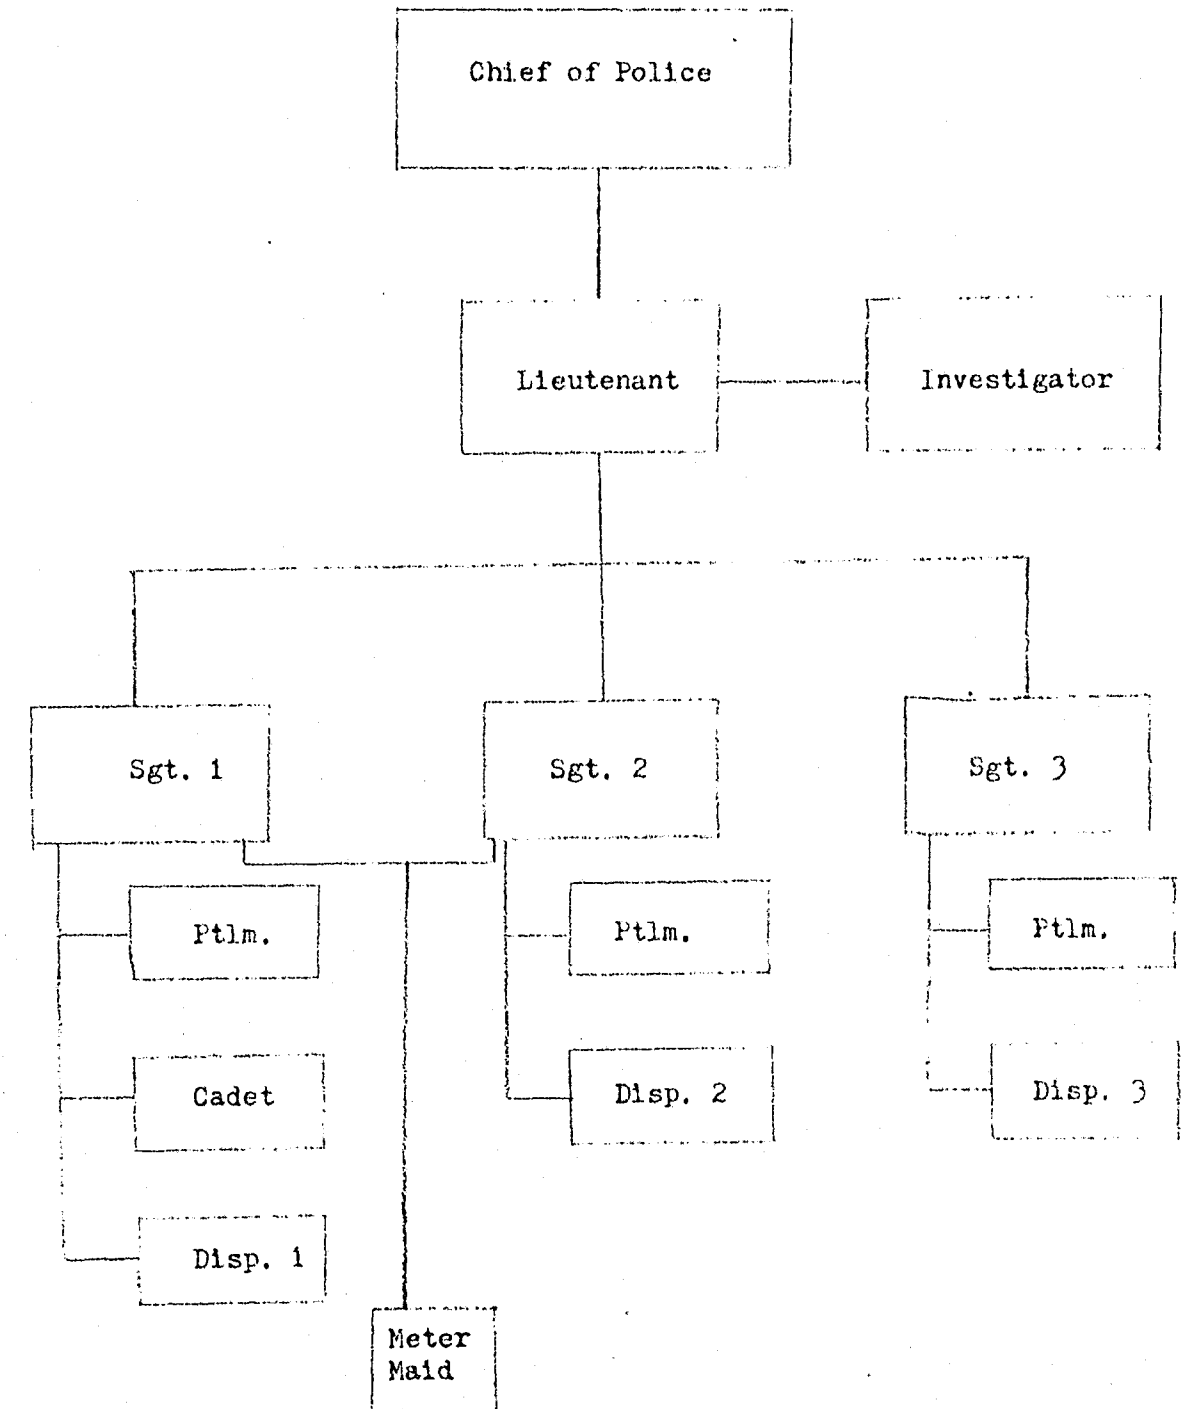 Chief of Police
Lieutenant
Investigator
Sgt. 1
Sgt. 2
Sgt. 3
Ptlm.
Ptlm.
Ptlm.
Cadet
Disp. 2
Disp. 3
Disp. 1
Meter
Maid